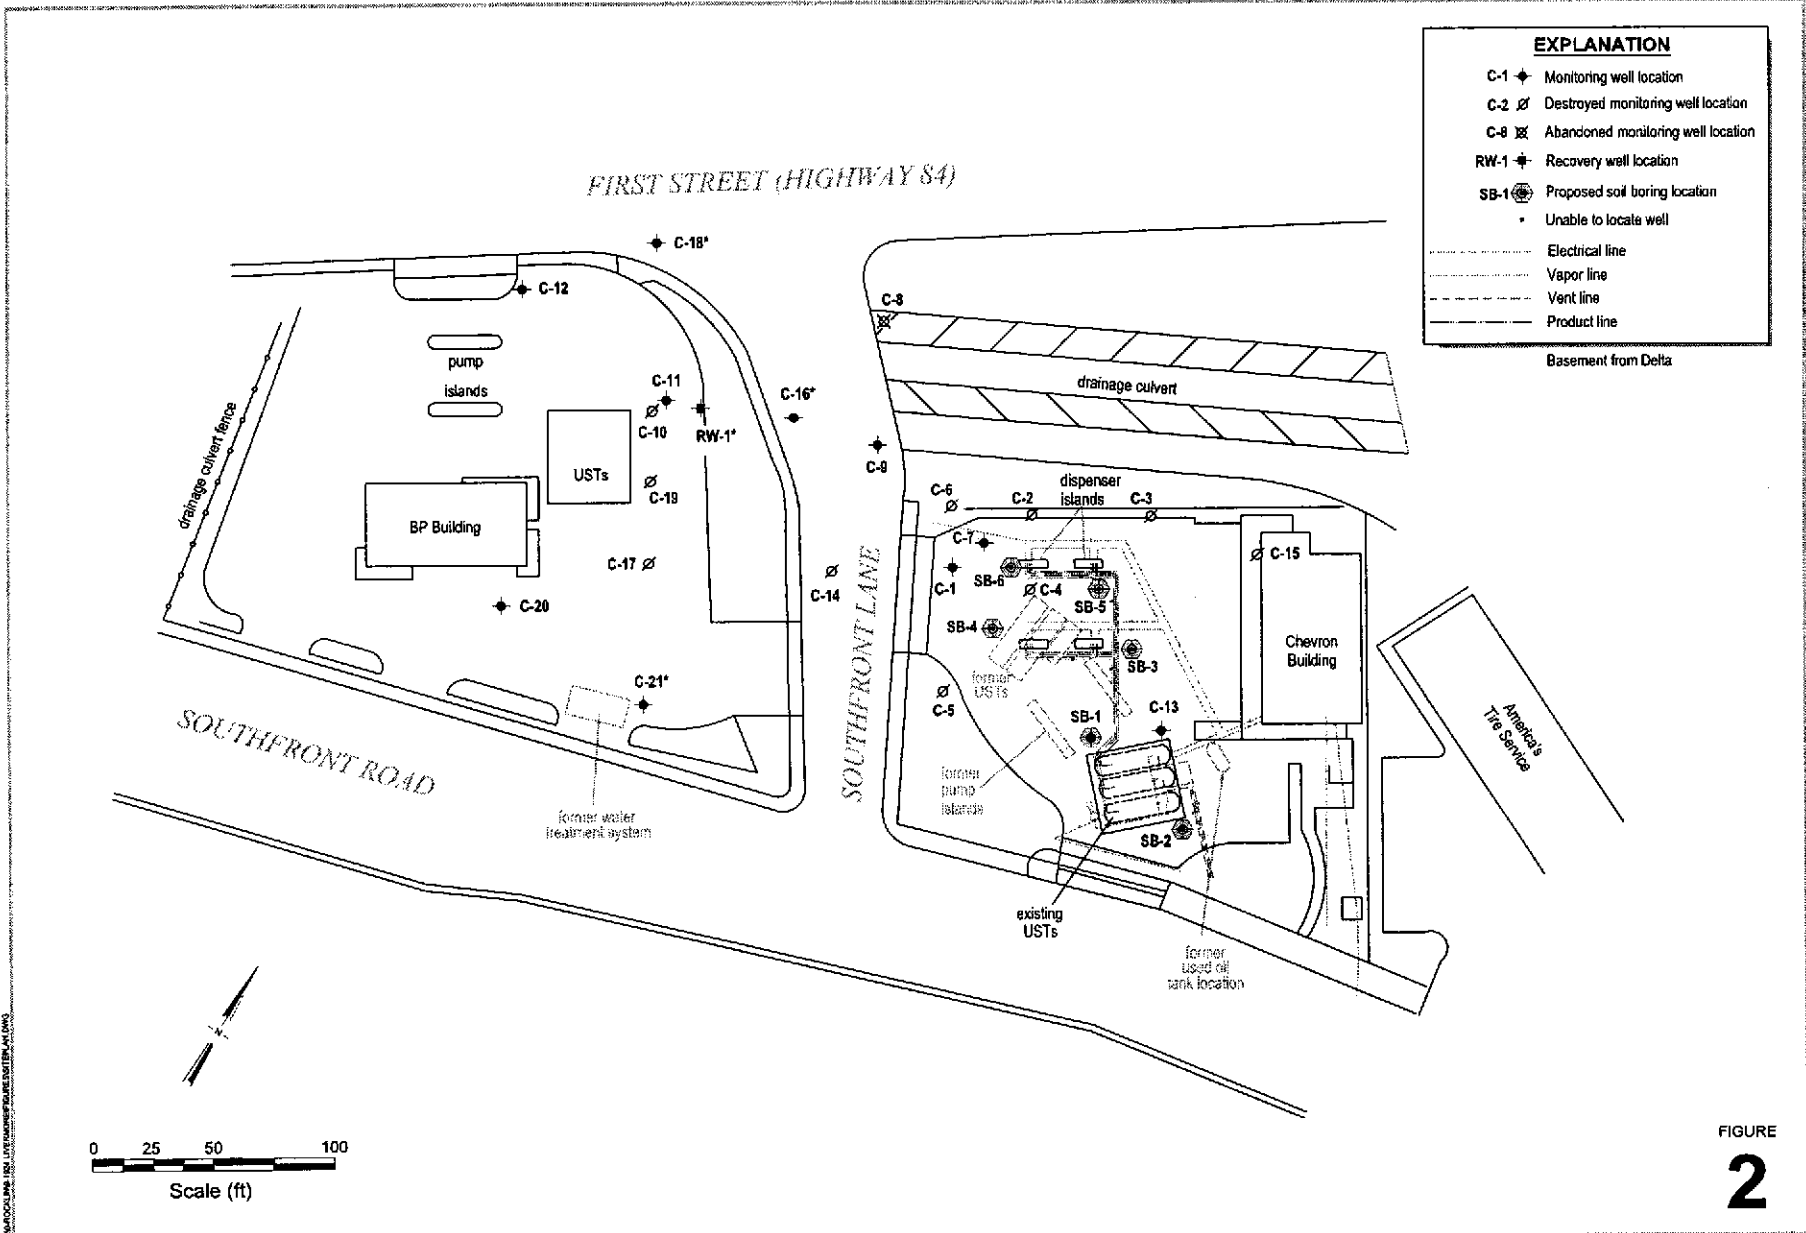 EXPLANATION
C-1 Monitoring well location
C-2 Destroyed monitoring well location
C-8 Abandoned monitoring well location
RW-1 Recovery well location
SB-1 Proposed soil boring location
* Unable to locate well
Electrical line
Vapor line
Vent line
Product line
Basement from Delta
FIRST STREET (HIGHWAY 84)
C-18*
C-12
C-8
pump
islands
C-11
C-10
RW-1*
C-16*
drainage culvert
drainage culvert fence
USTs
C-19
C-9
BP Building
C-17
C-14
C-20
C-6
dispenser
islands
C-2
C-3
C-7
C-1
SB-6
C-4
SB-5
C-15
SB-4
SB-3
Chevron
Building
former
USTs
C-5
SB-1
C-13
America's
Tire Service
C-21*
SOUTHFRONT ROAD
SOUTHFRONT LANE
former
pump
islands
former water
treatment system
SB-2
existing
USTs
former
used oil
tank location
N
0 25 50 100
Scale (ft)
FIGURE
2